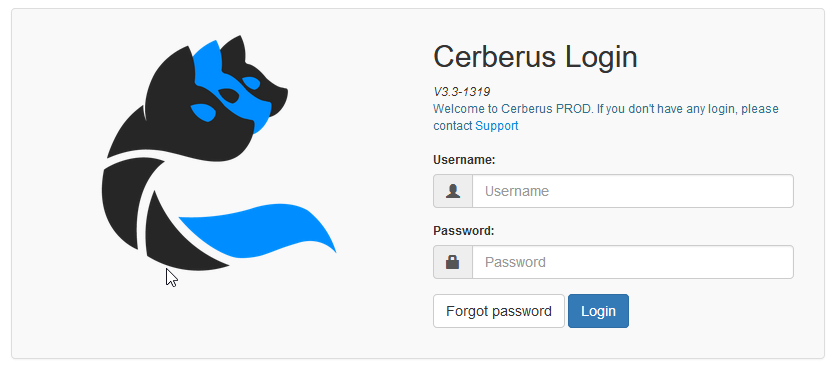 Cerberus Login
V3.3-1319
Welcome to Cerberus PROD. If you don't have any login, please
contact Support
Username:
Username
Password:
Password
Forgot password
Login